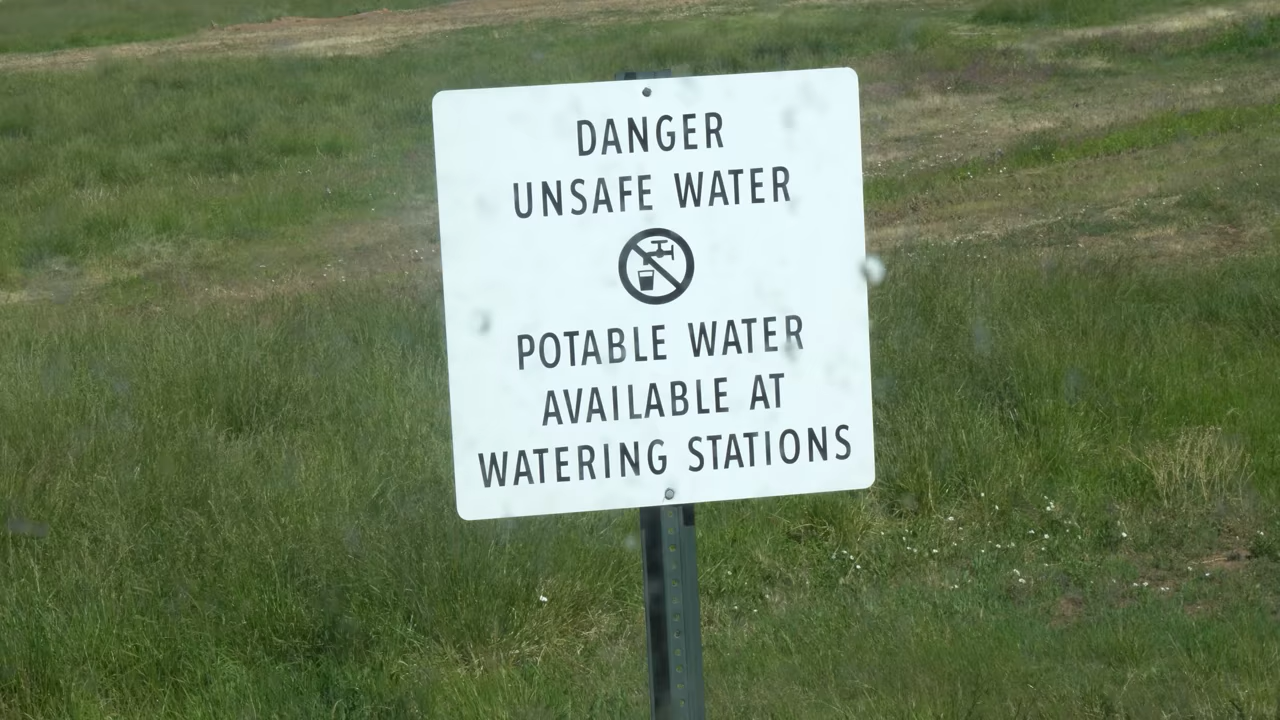 DANGER
UNSAFE WATER
POTABLE WATER
AVAILABLE AT
WATERING STATIONS